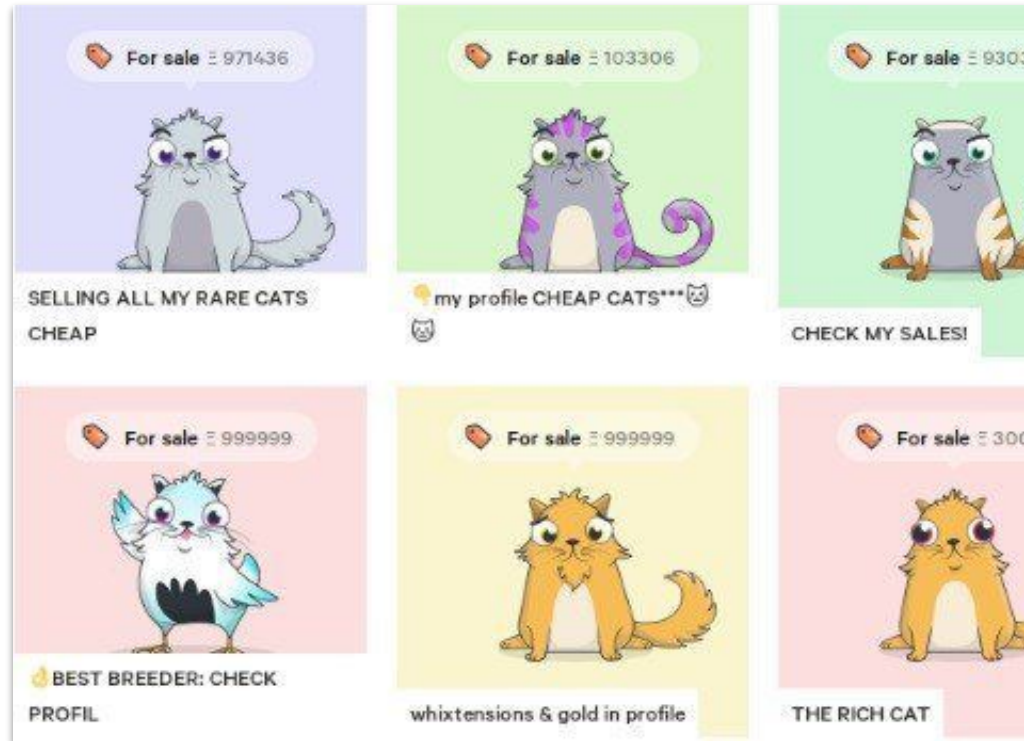 For sale Ξ 971436
For sale Ξ 103306
For sale Ξ 9303
SELLING ALL MY RARE CATS
CHEAP
👇my profile CHEAP CATS***🐱
🐱
CHECK MY SALES!
For sale Ξ 999999
For sale Ξ 999999
For sale Ξ 300
👌BEST BREEDER: CHECK
PROFIL
whixtensions & gold in profile
THE RICH CAT